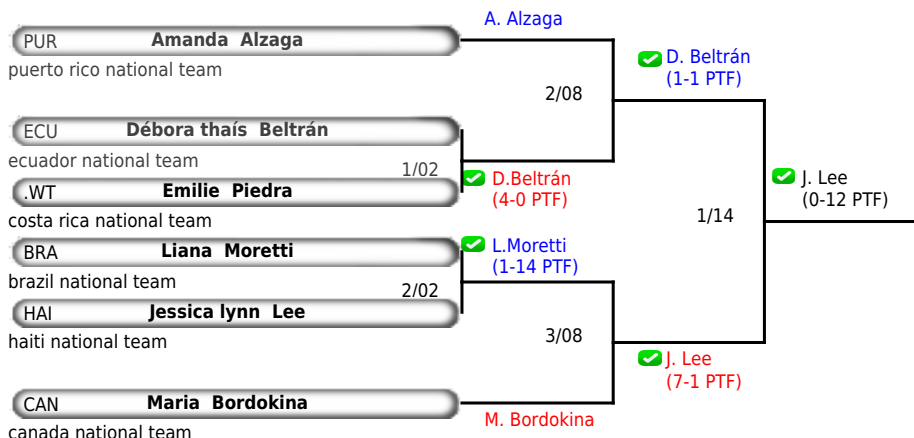 A. Alzaga
PUR Amanda Alzaga
puerto rico national team
D. Beltrán
(1-1 PTF)
2/08
ECU Débora thaís Beltrán
ecuador national team
1/02
D.Beltrán
(4-0 PTF)
.WT Emilie Piedra
costa rica national team
J. Lee
(0-12 PTF)
1/14
BRA Liana Moretti
brazil national team
L.Moretti
(1-14 PTF)
2/02
HAI Jessica lynn Lee
haiti national team
3/08
J. Lee
(7-1 PTF)
CAN Maria Bordokina
canada national team
M. Bordokina